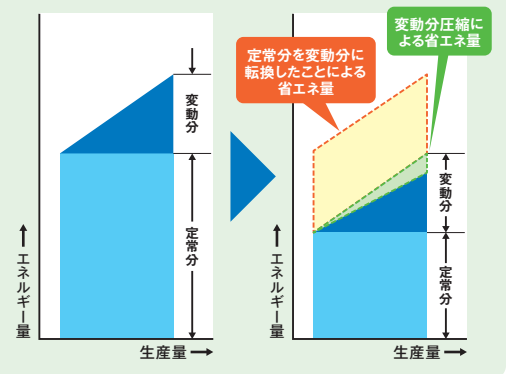 変動分
定常分
エネルギー量
生産量
定常分を変動分に
転換したことによる
省エネ量
変動分圧縮に
よる省エネ量
変動分
定常分
エネルギー量
生産量